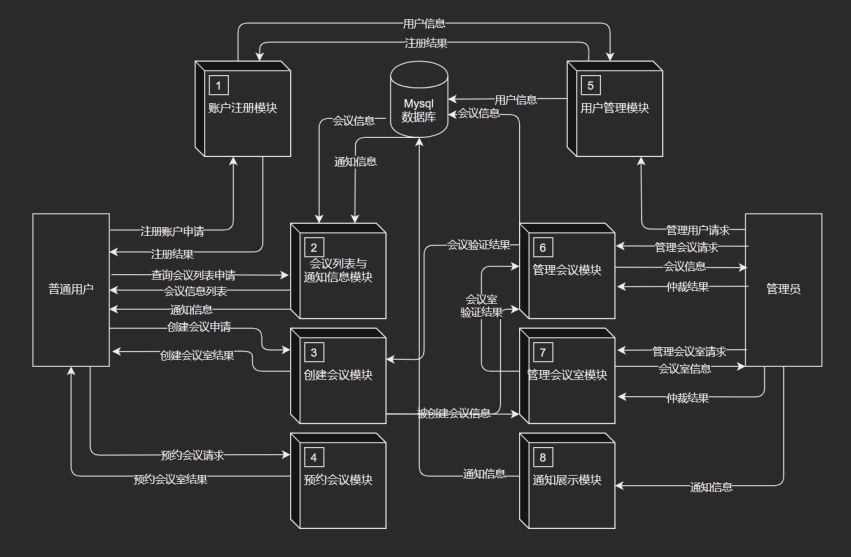 用户信息
注册结果
1
账户注册模块
Mysql
数据库
用户信息
5
用户管理模块
会议信息
会议信息
通知信息
注册账户申请
注册结果
查询会议列表申请
会议信息列表
通知信息
创建会议申请
创建会议室结果
普通用户
2
会议列表与
通知信息模块
3
创建会议模块
会议验证结果
会议室
验证结果
被创建会议信息
6
管理会议模块
7
管理会议室模块
管理用户请求
管理会议请求
会议信息
仲裁结果
管理员
管理会议室请求
会议室信息
仲裁结果
预约会议请求
预约会议室结果
4
预约会议模块
通知信息
8
通知展示模块
通知信息